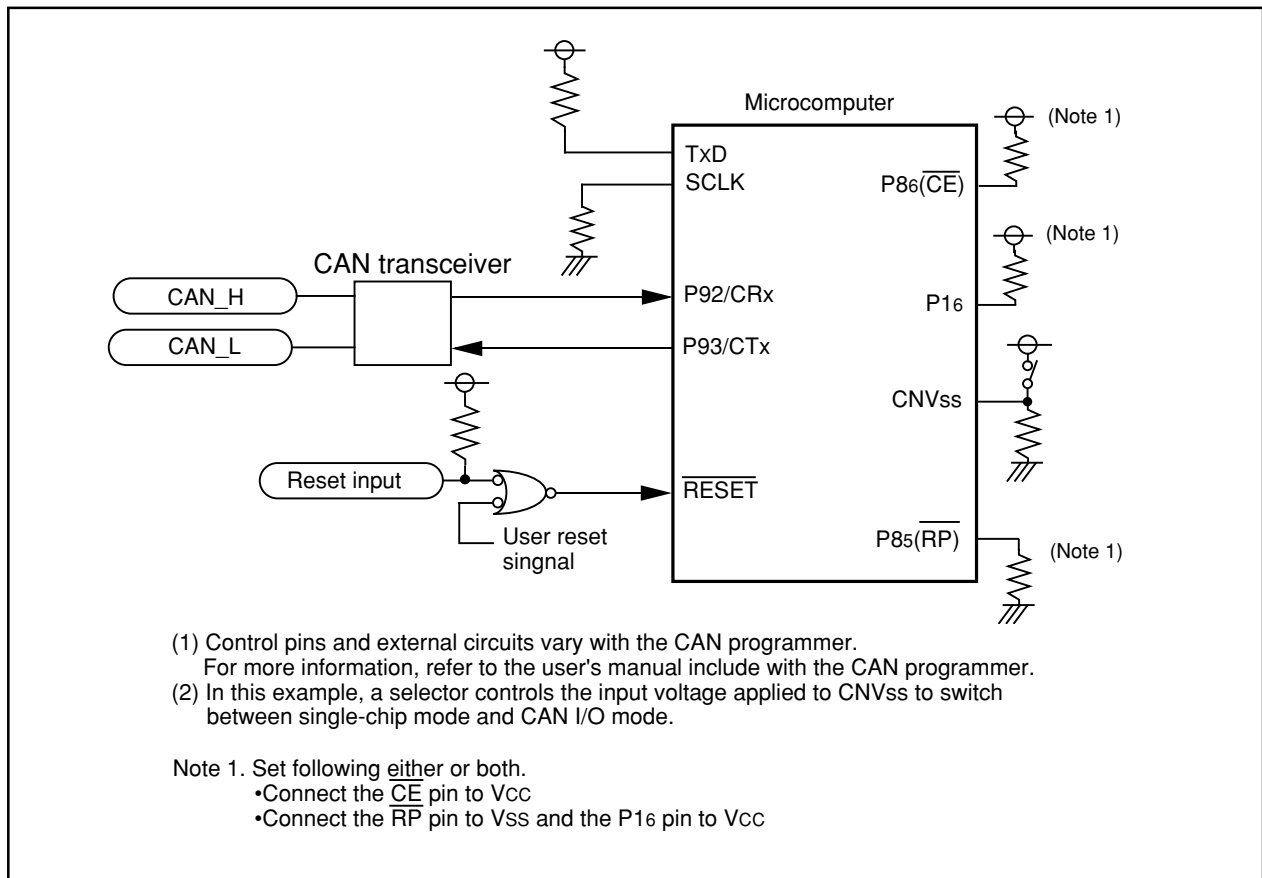 Microcomputer
TxD
SCLK
P86(CE)
(Note 1)
P16
(Note 1)
CAN transceiver
CAN_H
CAN_L
P92/CRx
P93/CTx
CNVss
Reset input
RESET
User reset
singnal
P85(RP)
(Note 1)
(1) Control pins and external circuits vary with the CAN programmer.
For more information, refer to the user's manual include with the CAN programmer.
(2) In this example, a selector controls the input voltage applied to CNVss to switch
between single-chip mode and CAN I/O mode.
Note 1. Set following either or both.
•Connect the CE pin to VCC
•Connect the RP pin to VSS and the P16 pin to VCC